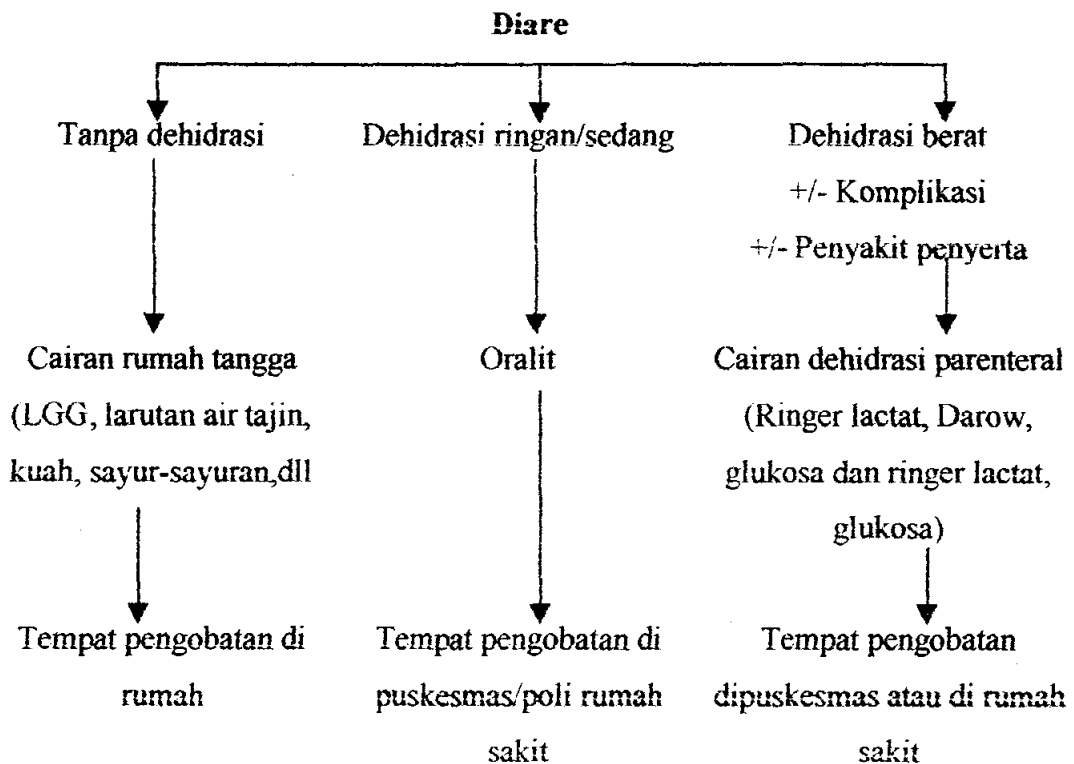 Diare
Tanpa dehidrasi
Cairan rumah tangga
(LGG, larutan air tajin,
kuah, sayur-sayuran,dll
Tempat pengobatan di
rumah
Dehidrasi ringan/sedang
Oralit
Tempat pengobatan di
puskesmas/poli rumah
sakit
Dehidrasi berat
+/- Komplikasi
+/- Penyakit penyerta
Cairan dehidrasi parenteral
(Ringer lactat, Darow,
glukosa dan ringer lactat,
glukosa)
Tempat pengobatan
dipuskesmas atau di rumah
sakit